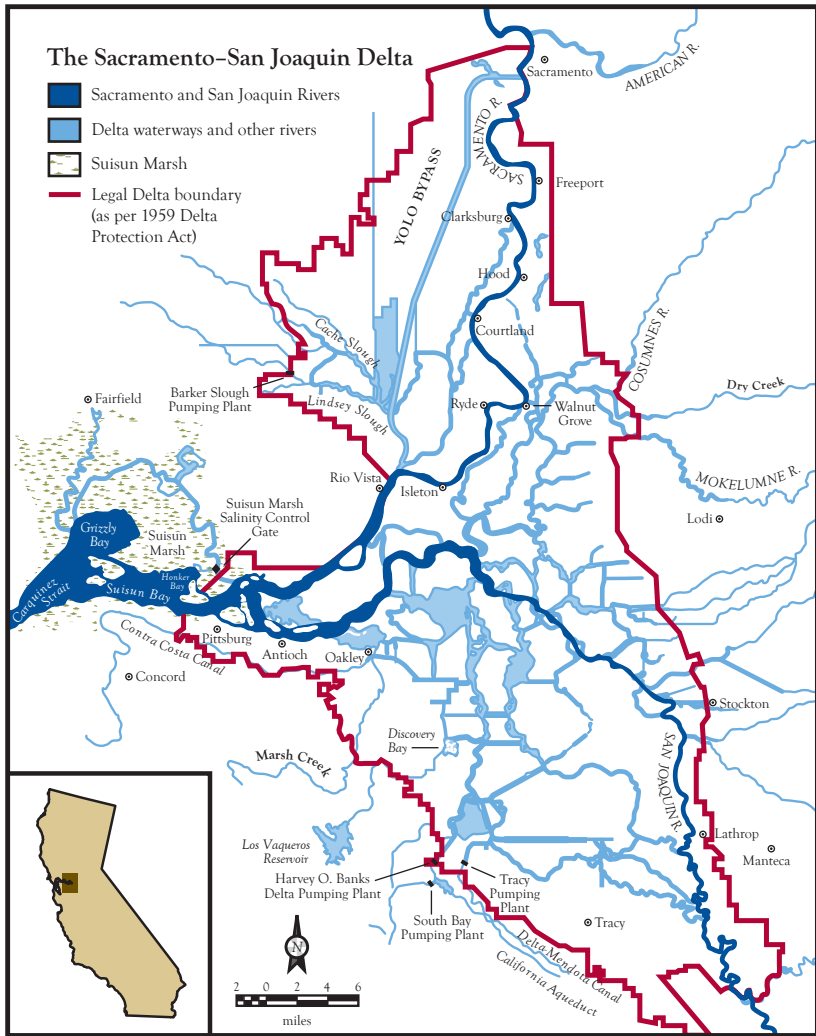 The Sacramento–San Joaquin Delta
Sacramento and San Joaquin Rivers
Delta waterways and other rivers
Suisun Marsh
Legal Delta boundary
(as per 1959 Delta
Protection Act)
Sacramento
AMERICAN R.
SACRAMENTO R.
YOLO BYPASS
Freeport
Clarksburg
Hood
Courtland
COSUMNES R.
Cache Slough
Barker Slough
Pumping Plant
Lindsey Slough
Dry Creek
Fairfield
Ryde
Walnut
Grove
MOKELUMNE R.
Rio Vista
Isleton
Lodi
Suisun Marsh
Salinity Control
Gate
Grizzly
Bay
Suisun
Marsh
Honker
Bay
Suisun Bay
Carquinez
Strait
Pittsburg
Antioch
Oakley
Contra Costa Canal
Concord
Stockton
Discovery
Bay
Marsh Creek
SAN JOAQUIN R.
Los Vaqueros
Reservoir
Lathrop
Manteca
Harvey O. Banks
Delta Pumping Plant
Tracy
Pumping
Plant
South Bay
Pumping Plant
Tracy
Delta-Mendota Canal
California Aqueduct
N
2 0 2 4 6
miles